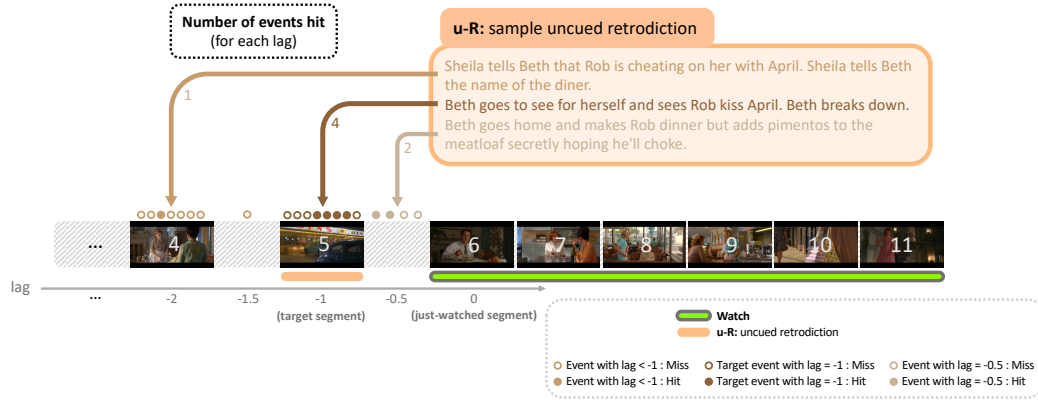 Number of events hit
(for each lag)
u-R: sample uncued retrodiction
Sheila tells Beth that Rob is cheating on her with April. Sheila tells Beth
the name of the diner.
Beth goes to see for herself and sees Rob kiss April. Beth breaks down.
Beth goes home and makes Rob dinner but adds pimentos to the
meatloaf secretly hoping he'll choke.
1
4
2
...
4
5
6
7
8
9
10
11
lag
...
-2
-1.5
-1
-0.5
0
(target segment)
(just-watched segment)
Watch
u-R: uncued retrodiction
Event with lag < -1 : Miss
Target event with lag = -1 : Miss
Event with lag = -0.5 : Miss
Event with lag < -1 : Hit
Target event with lag = -1 : Hit
Event with lag = -0.5 : Hit